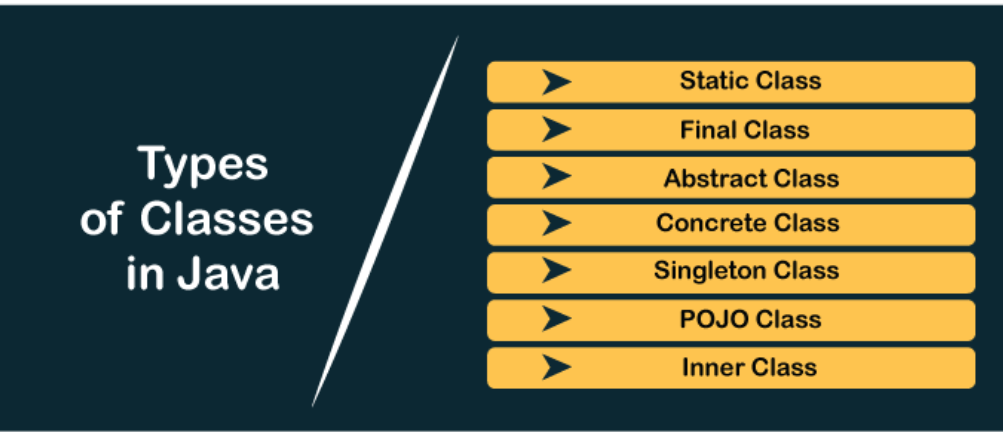 Types
of Classes
in Java
Static Class
Final Class
Abstract Class
Concrete Class
Singleton Class
POJO Class
Inner Class